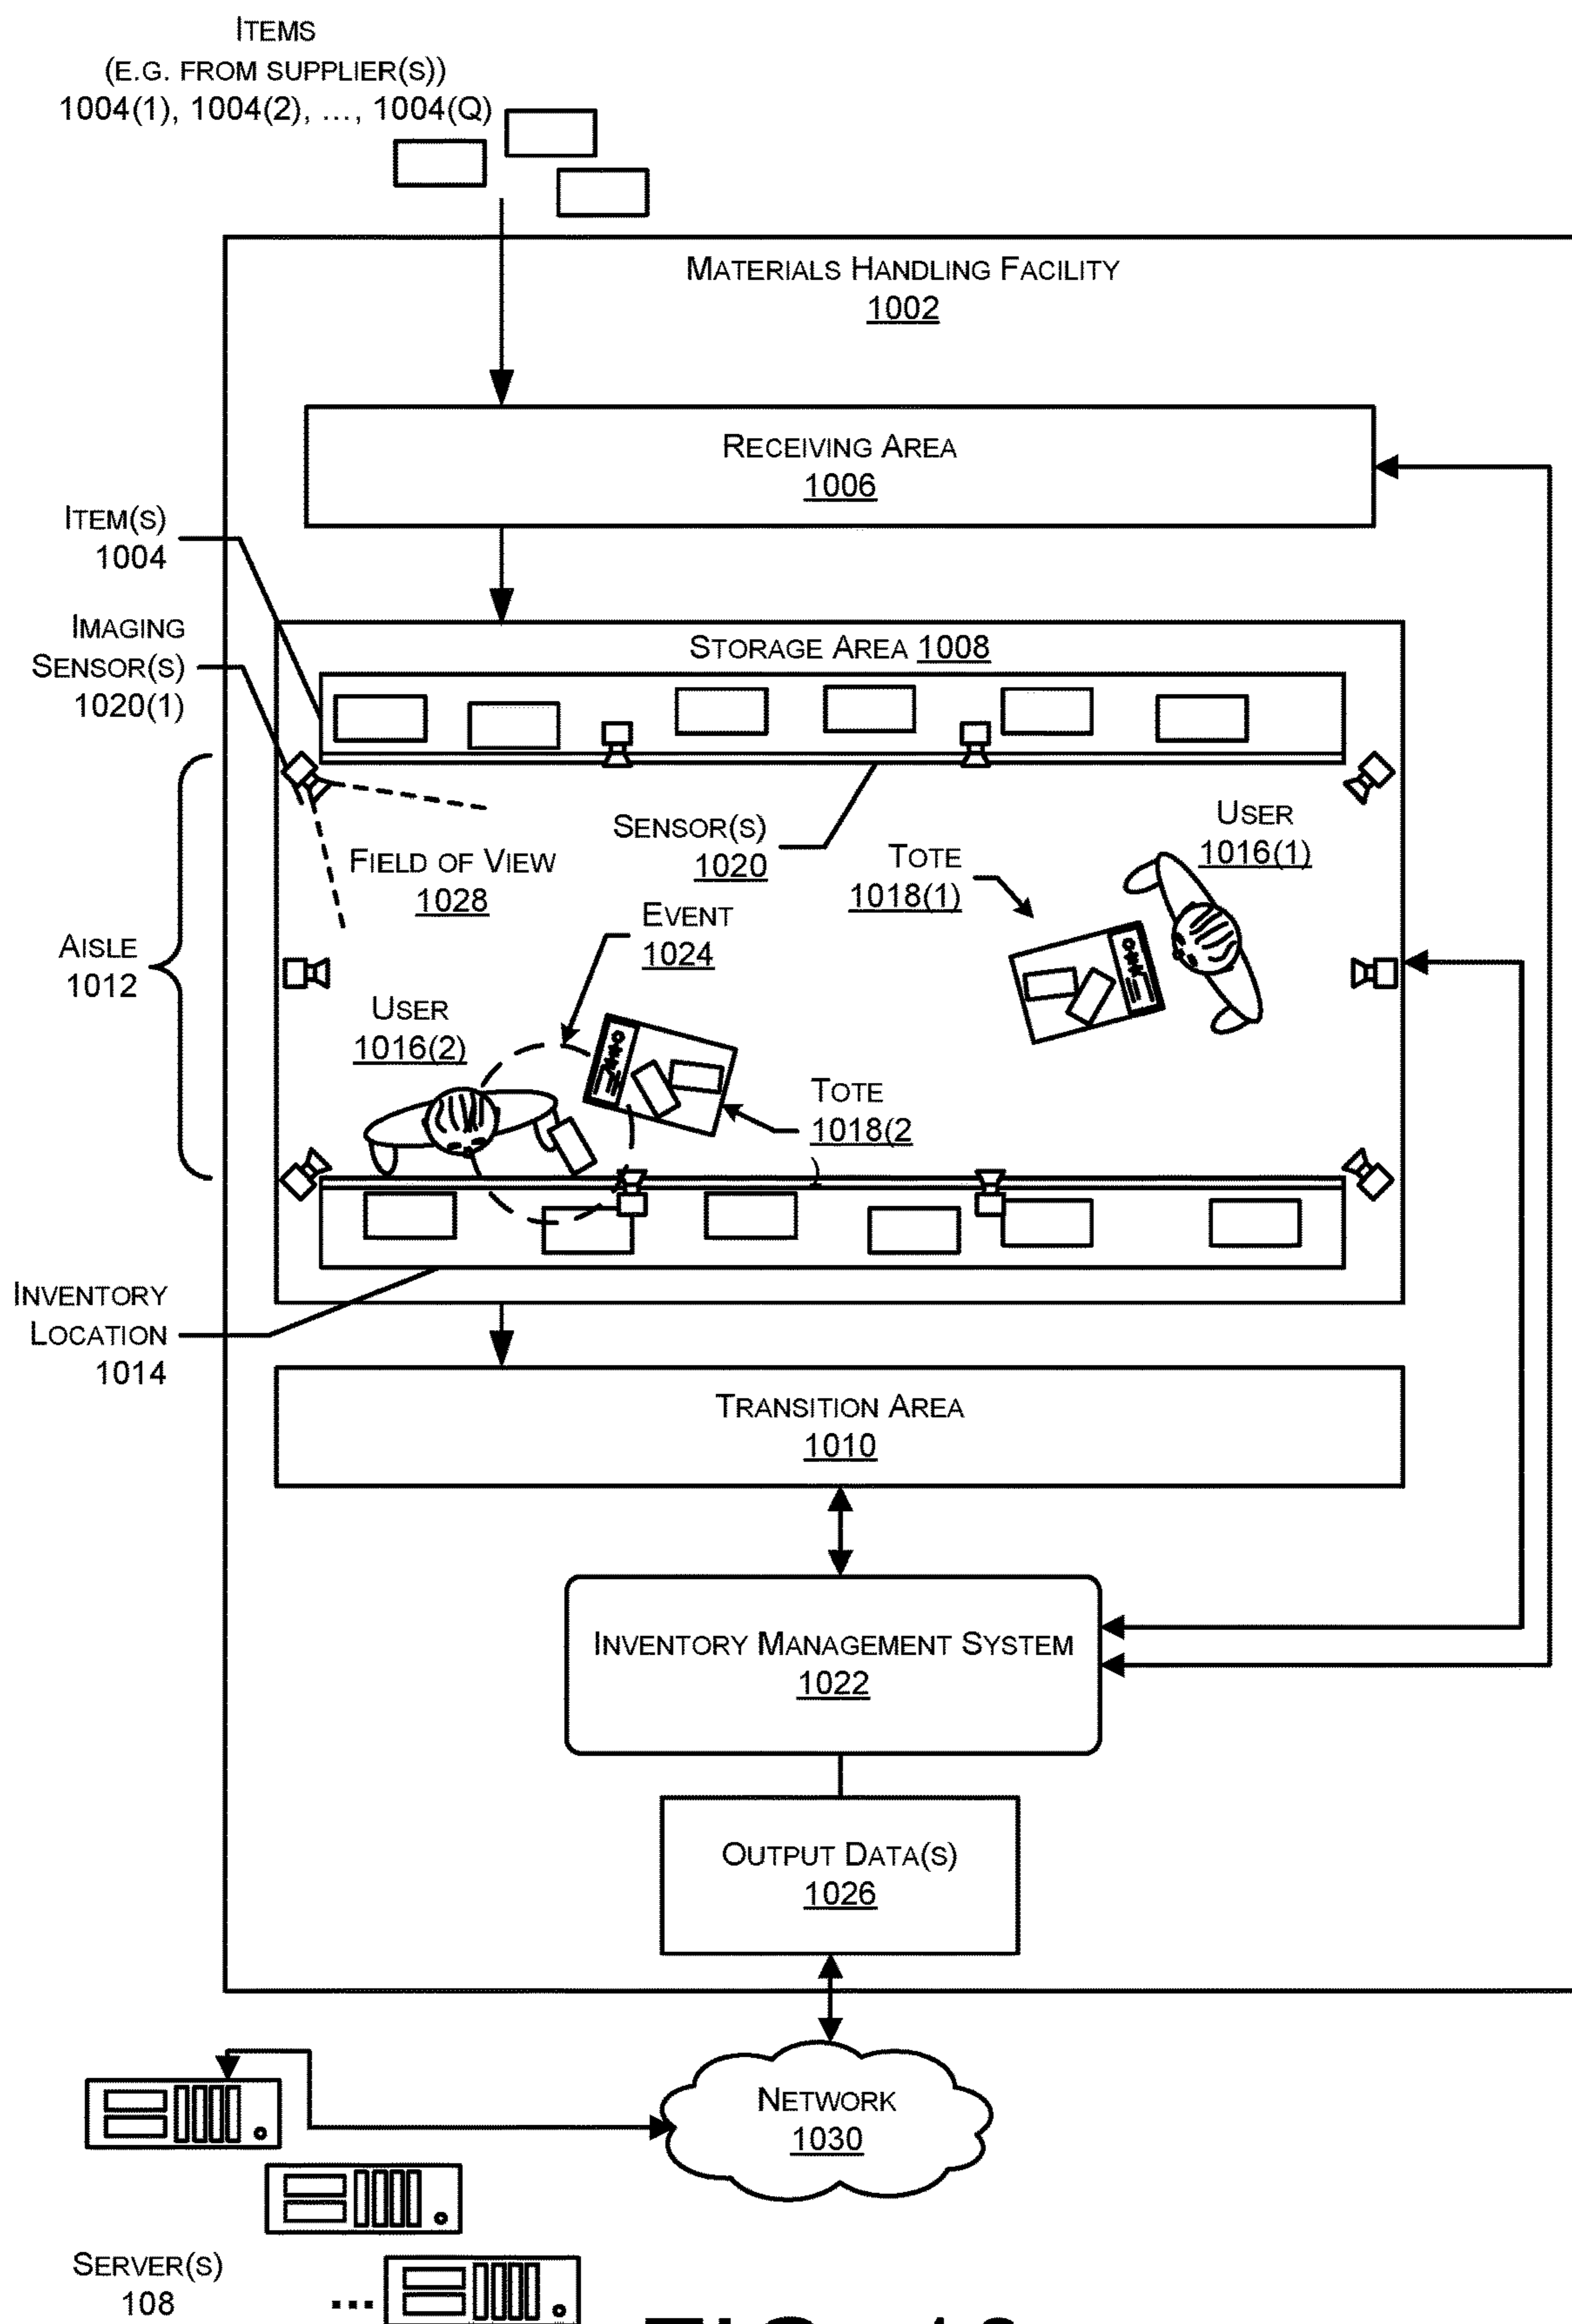 ITEMS
(E.G. FROM SUPPLIER(S))
1004(1), 1004(2), ..., 1004(Q)
MATERIALS HANDLING FACILITY
1002
RECEIVING AREA
1006
ITEM(S)
1004
IMAGING
SENSOR(S)
1020(1)
STORAGE AREA 1008
SENSOR(S)
1020
USER
1016(1)
TOTE
1018(1)
FIELD OF VIEW
1028
EVENT
1024
AISLE
1012
USER
1016(2)
TOTE
1018(2
INVENTORY
LOCATION
1014
TRANSITION AREA
1010
INVENTORY MANAGEMENT SYSTEM
1022
OUTPUT DATA(S)
1026
NETWORK
1030
SERVER(S)
108
...